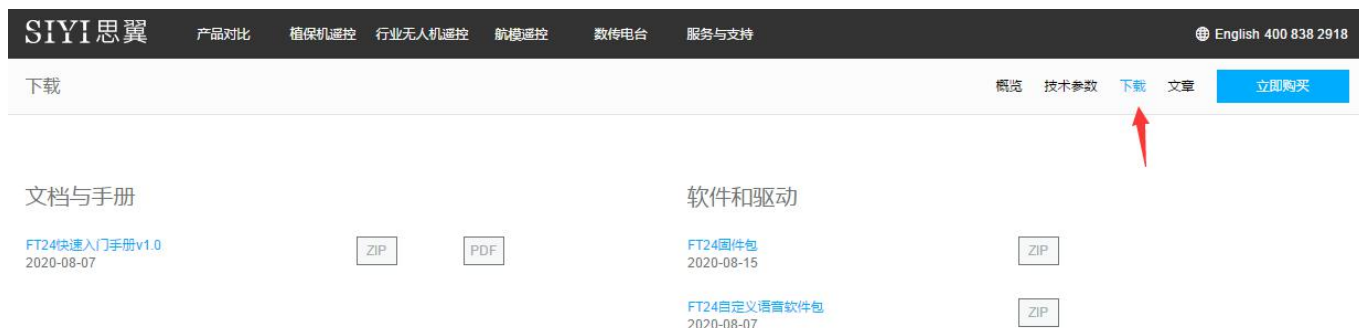 SIYI思翼 产品对比 植保机遥控 行业无人机遥控 航模遥控 数传电台 服务与支持 English 400 838 2918
下载 概览 技术参数 下载 文章 立即购买
文档与手册
FT24快速入门手册v1.0 ZIP PDF
2020-08-07
软件和驱动
FT24固件包 ZIP
2020-08-15
FT24自定义语音软件包 ZIP
2020-08-07